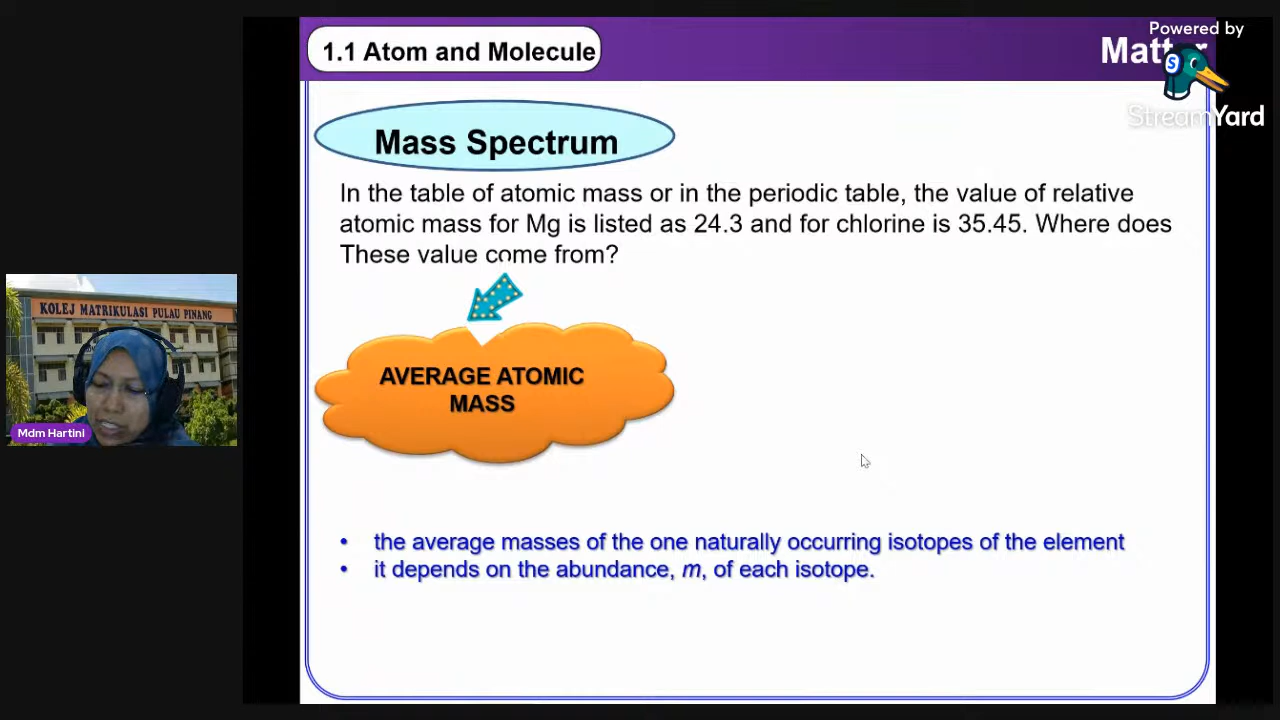 1.1 Atom and Molecule
Matter
Powered by
StreamYard
Mass Spectrum
In the table of atomic mass or in the periodic table, the value of relative
atomic mass for Mg is listed as 24.3 and for chlorine is 35.45. Where does
These value come from?
KOLEJ MATRIKULASI PULAU PINANG
AVERAGE ATOMIC
MASS
Mdm Hartini
• the average masses of the one naturally occurring isotopes of the element
• it depends on the abundance, m, of each isotope.